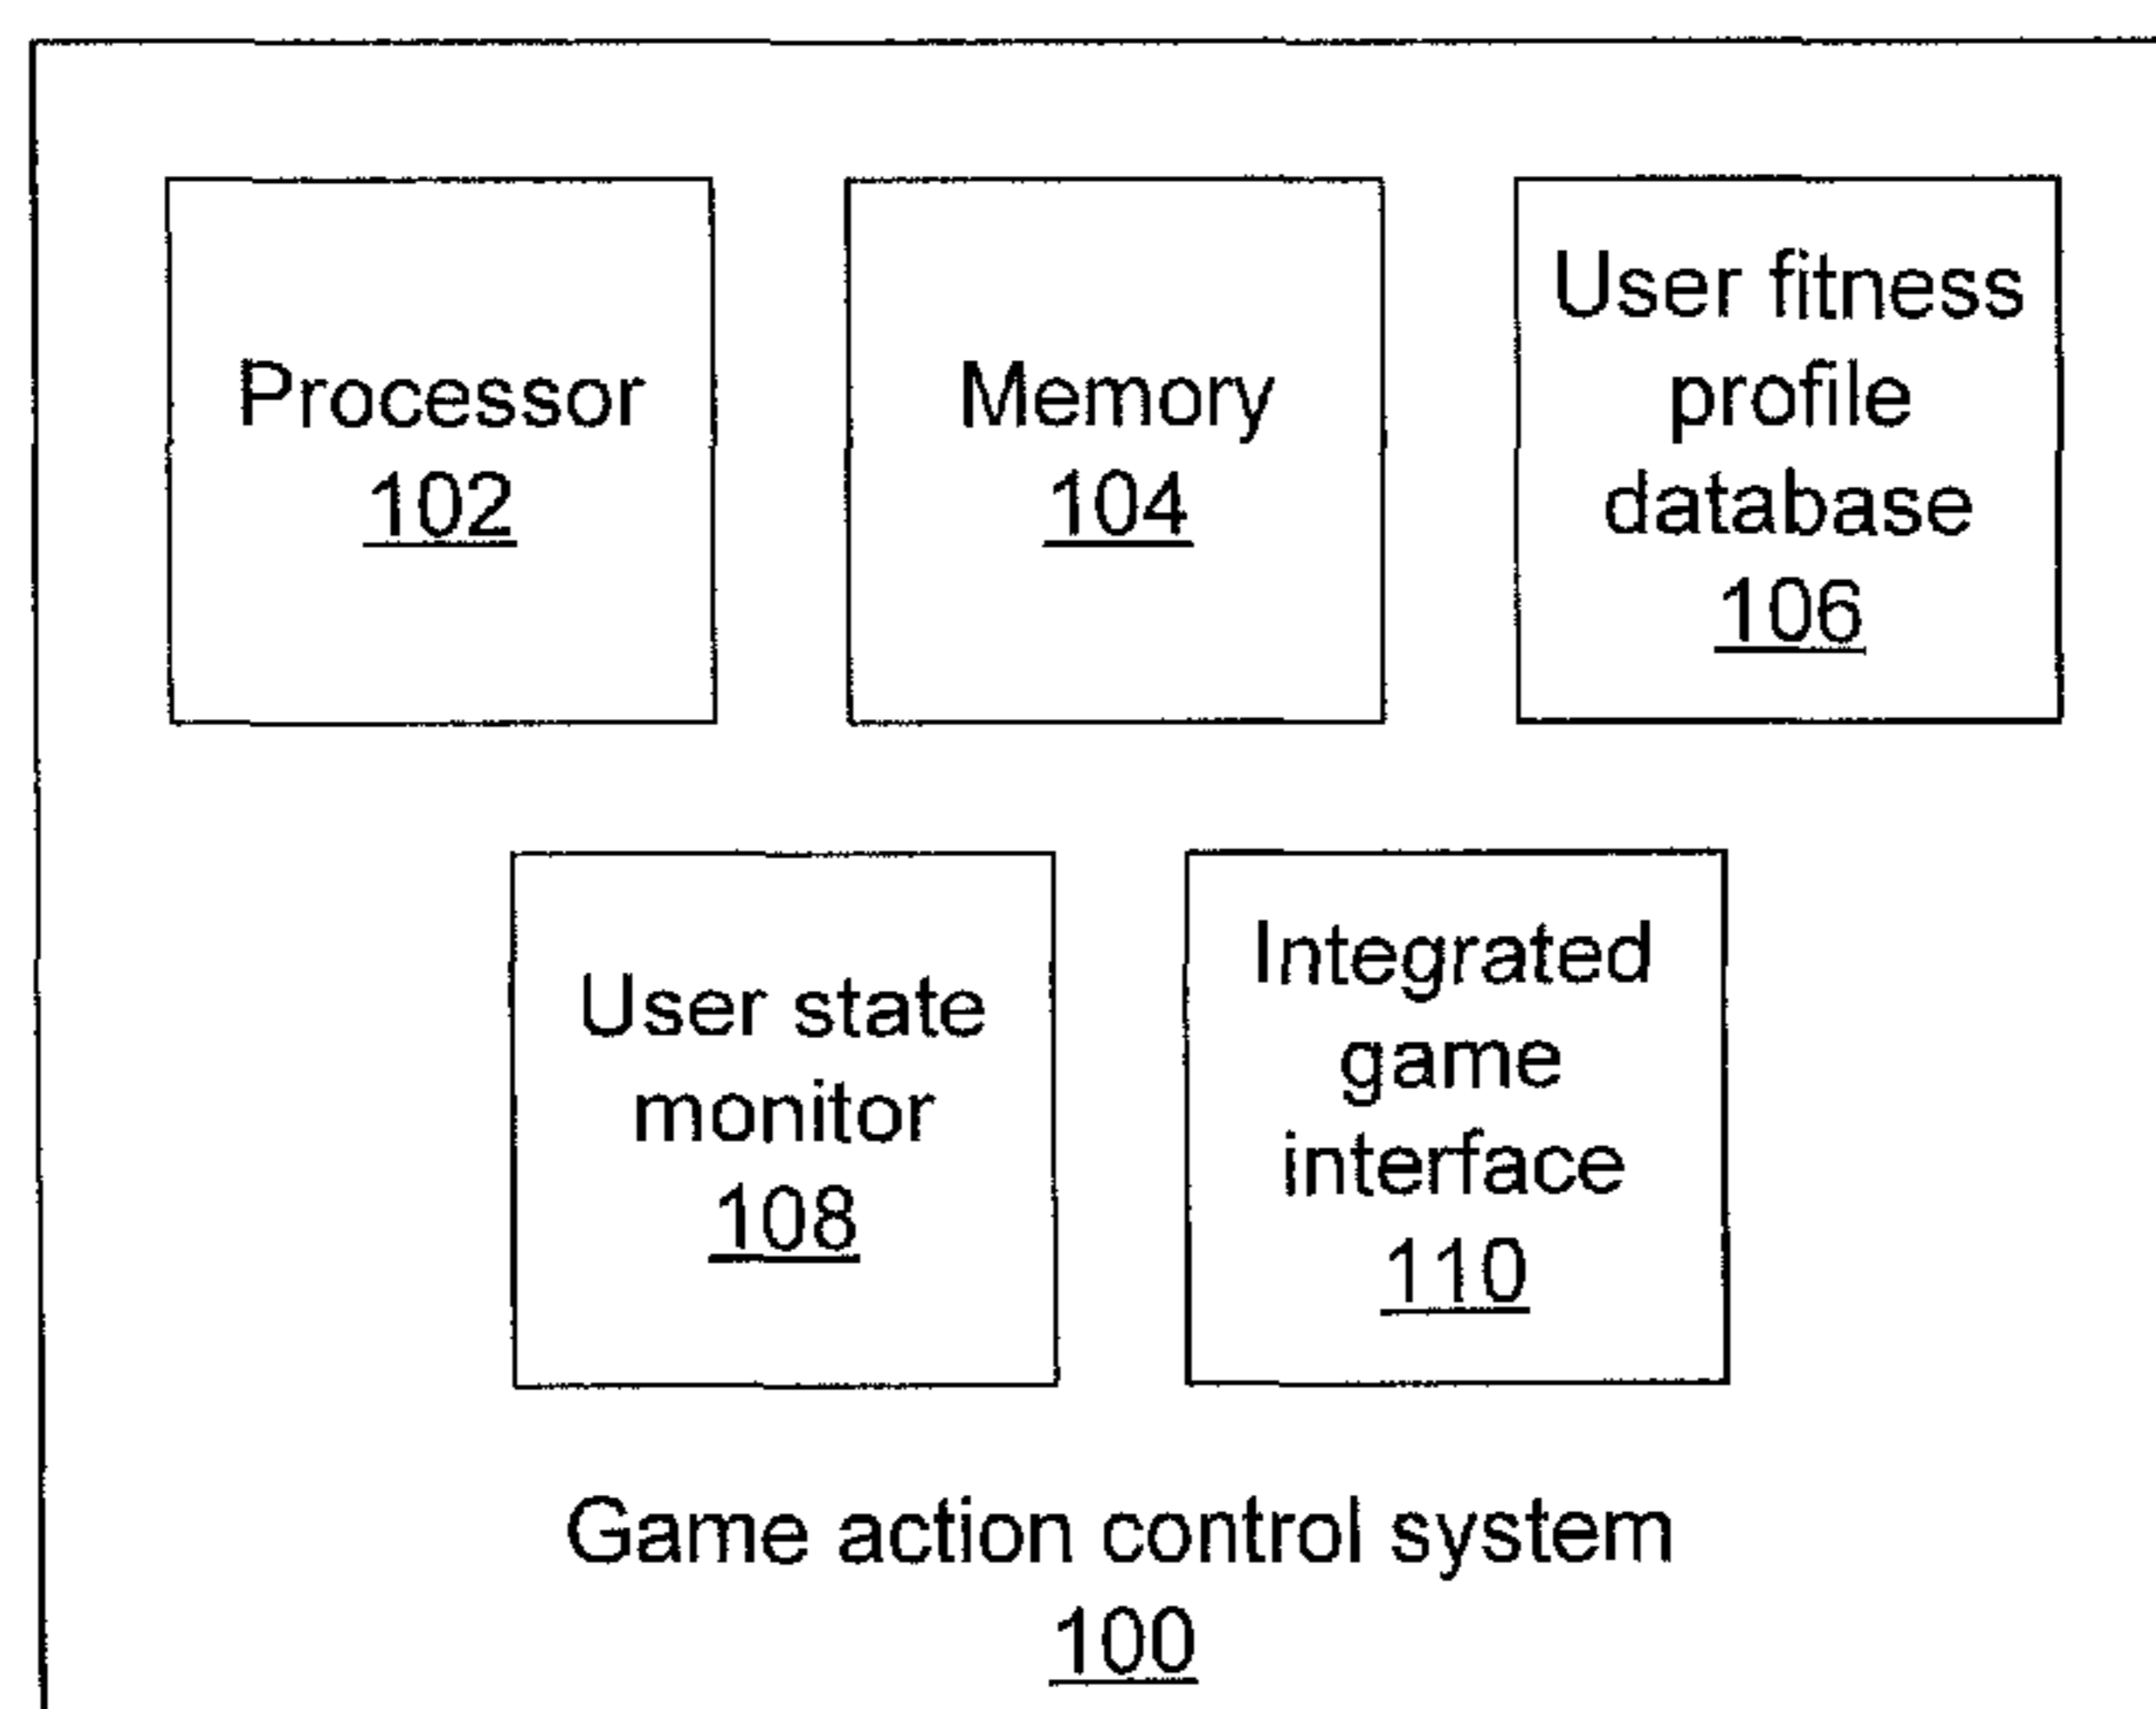 Processor
102
Memory
104
User fitness
profile
database
106
User state
monitor
108
Integrated
game
interface
110
Game action control system
100